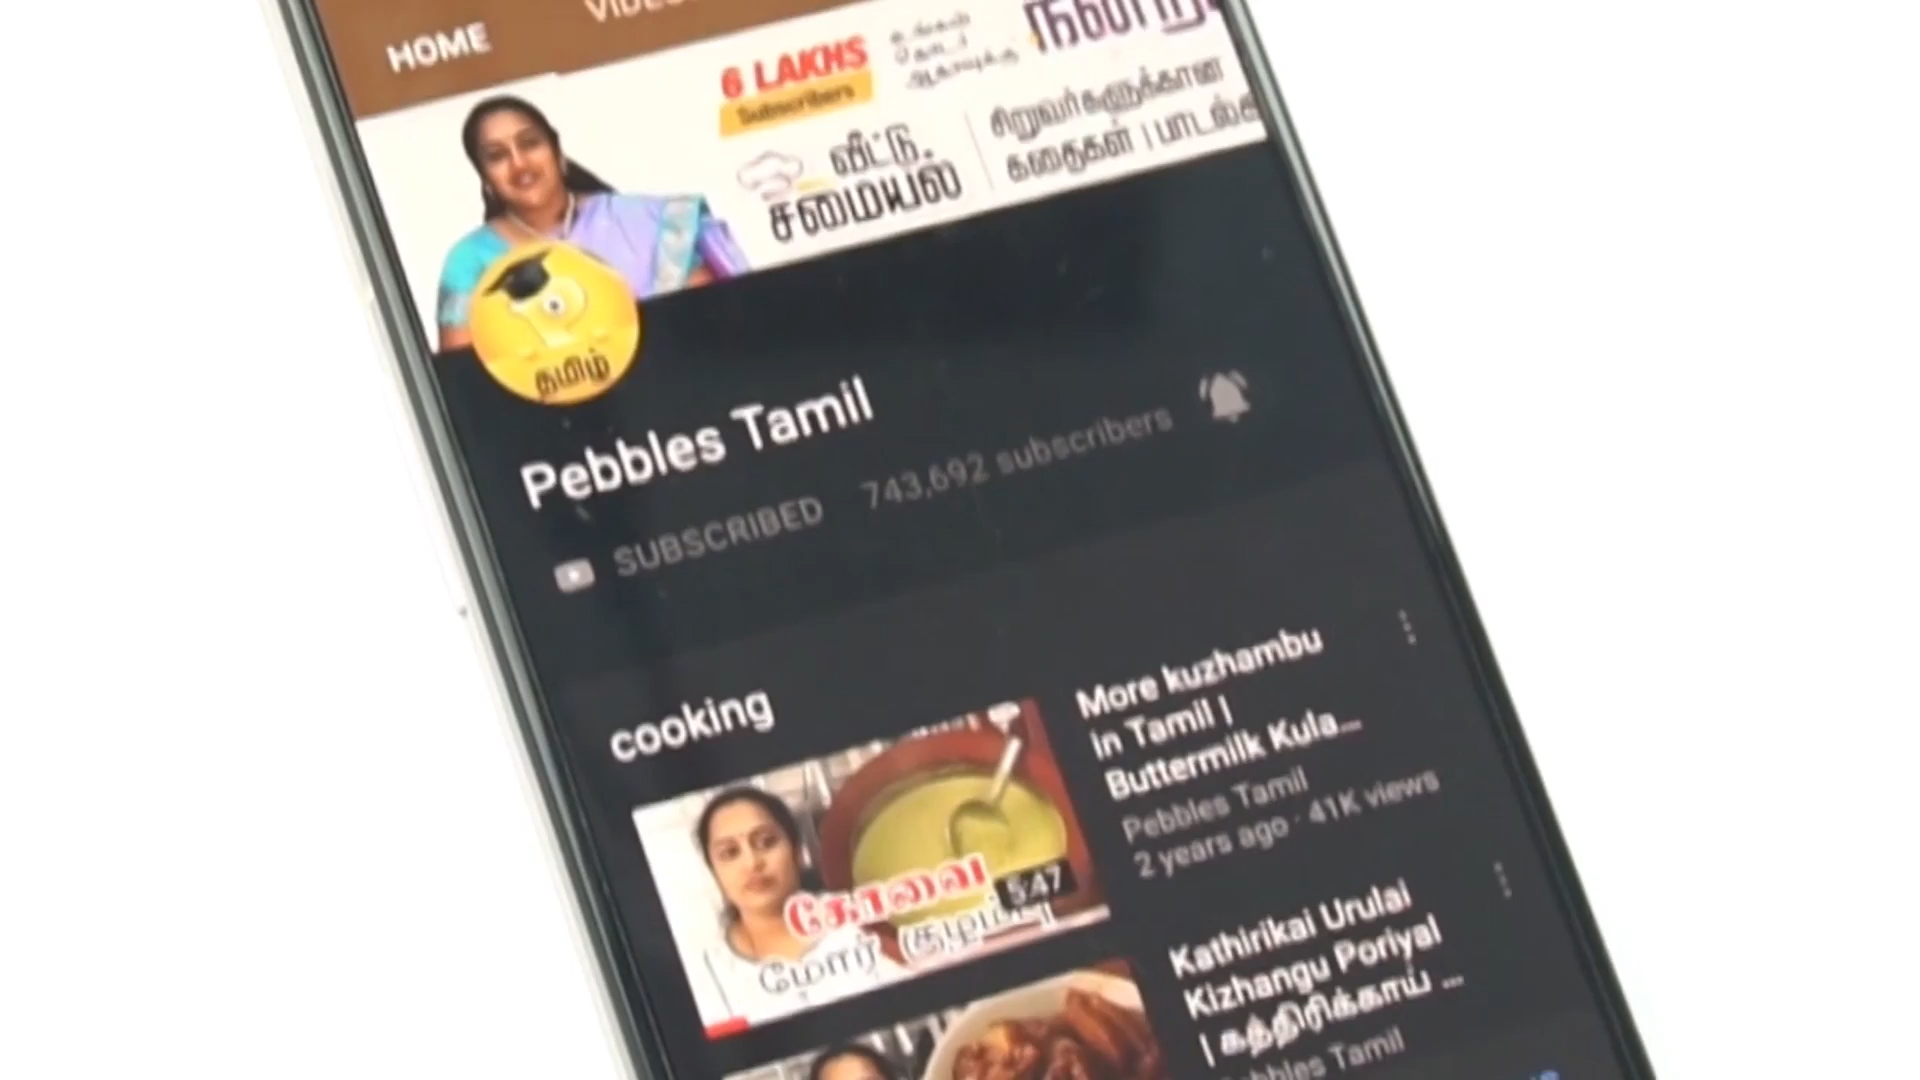 HOME
6 LAKHS
Subscribers
வீட்டு
சமையல்
சிறுவர்களுக்கான
கதைகள் |
தமிழ்
Pebbles Tamil
SUBSCRIBED 743,692 subscribers
cooking
More kuzhambu
in Tamil |
Buttermilk Kula...
Pebbles Tamil
2 years ago · 41K views
கோவை
5:47
மோர் குழம்பு
Kathirikai Urulai
Kizhangu Poriyal
| கத்திரிக்காய் ...
Pebbles Tamil